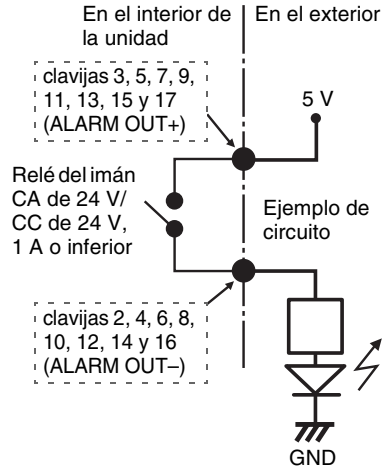 En el interior de
la unidad
En el exterior
clavijas 3, 5, 7, 9,
11, 13, 15 y 17
(ALARM OUT+)
5 V
Relé del imán
CA de 24 V/
CC de 24 V,
1 A o inferior
Ejemplo de
circuito
clavijas 2, 4, 6, 8,
10, 12, 14 y 16
(ALARM OUT–)
GND